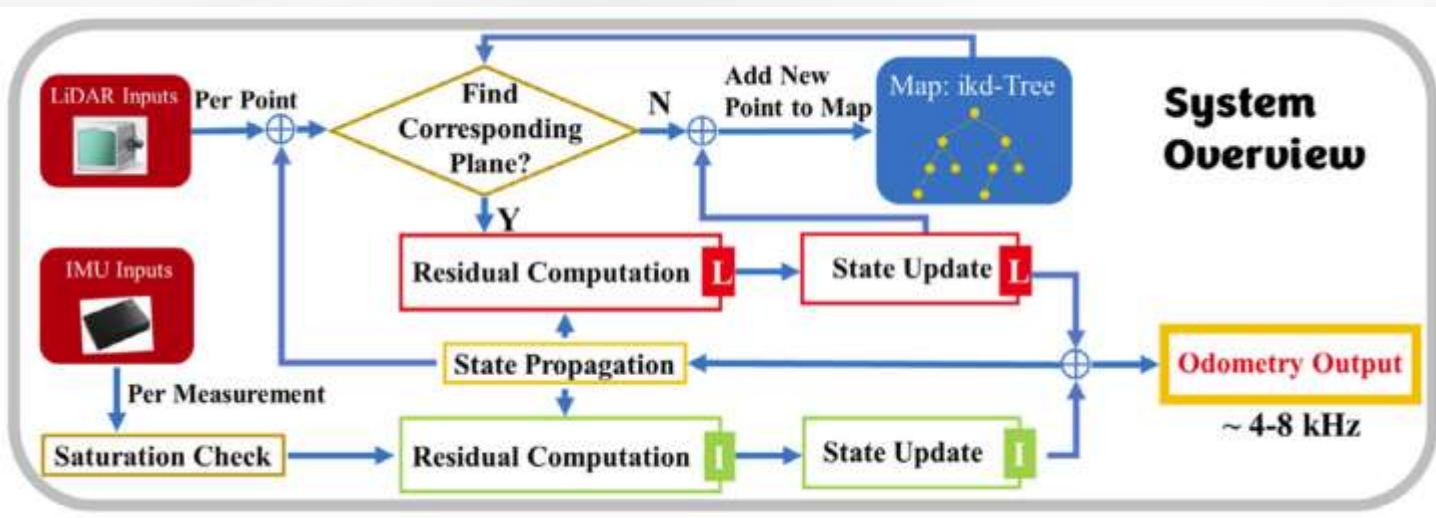 LiDAR Inputs
Per Point
Find
Corresponding
Plane?
N
Add New
Point to Map
Map: ikd-Tree
System
Overview
Y
IMU Inputs
Residual Computation
L
State Update
L
State Propagation
Odometry Output
Per Measurement
~ 4-8 kHz
Saturation Check
Residual Computation
I
State Update
I